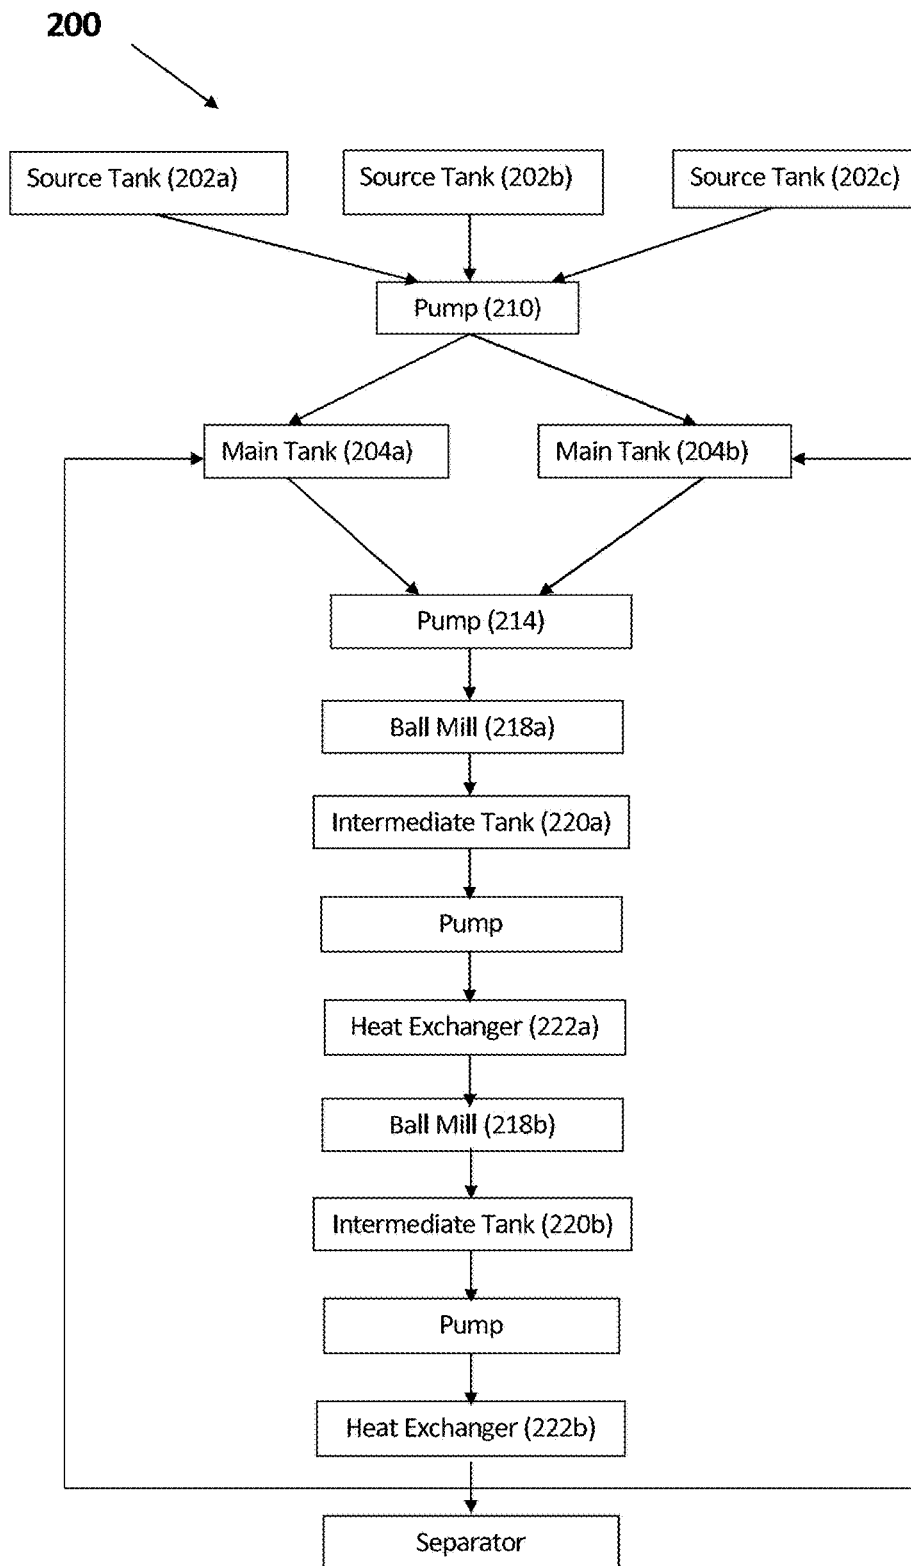 200
Source Tank (202a)
Source Tank (202b)
Source Tank (202c)
Pump (210)
Main Tank (204a)
Main Tank (204b)
Pump (214)
Ball Mill (218a)
Intermediate Tank (220a)
Pump
Heat Exchanger (222a)
Ball Mill (218b)
Intermediate Tank (220b)
Pump
Heat Exchanger (222b)
Separator